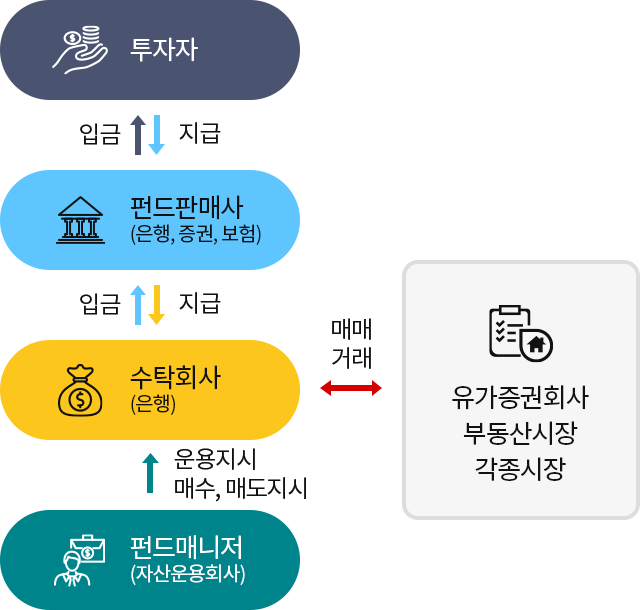 투자자
입금
지급
펀드판매사
(은행, 증권, 보험)
입금
지급
수탁회사
(은행)
매매
거래
유가증권회사
부동산시장
각종시장
운용지시
매수, 매도지시
펀드매니저
(자산운용회사)